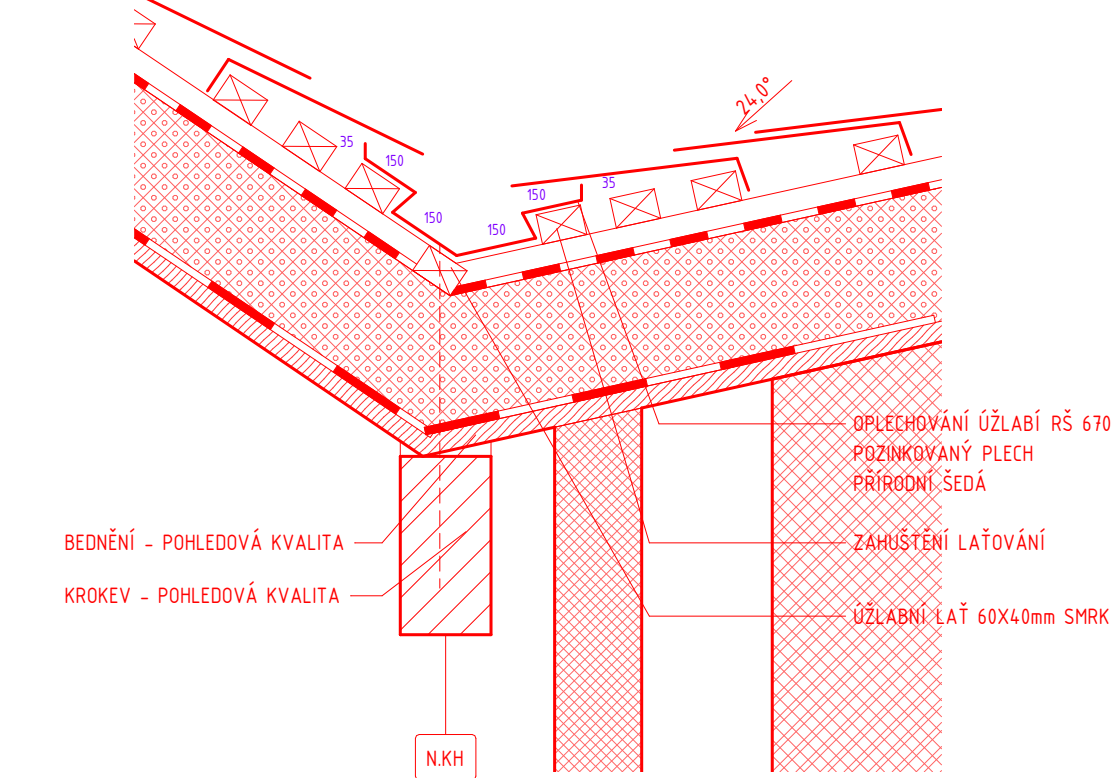 24,0°
35
150
35
150
150
150
OPLECHOVÁNÍ ÚŽLABÍ RŠ 670
POZINKOVANÝ PLECH
PŘÍRODNÍ ŠEDÁ
BEDNĚNÍ - POHLEDOVÁ KVALITA
ZAHUŠTĚNÍ LAŤOVÁNÍ
KROKEV - POHLEDOVÁ KVALITA
ÚŽLABNÍ LAŤ 60X40mm SMRK
N.KH